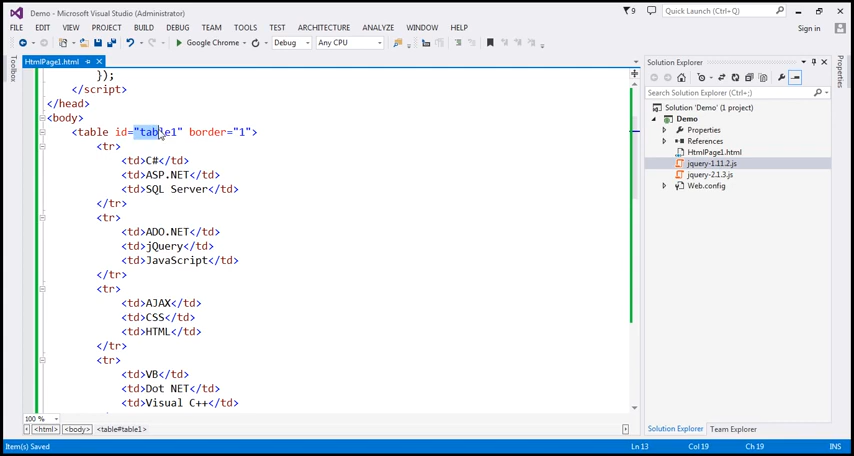 Demo - Microsoft Visual Studio (Administrator)
9
Quick Launch (Ctrl+Q)
FILE EDIT VIEW PROJECT BUILD DEBUG TEAM TOOLS TEST ARCHITECTURE ANALYZE WINDOW HELP
Sign in
Google Chrome Debug Any CPU
Toolbox
HtmlPage1.html
});
</script>
</head>
<body>
<table id="table1" border="1">
<tr>
<td>C#</td>
<td>ASP.NET</td>
<td>SQL Server</td>
</tr>
<tr>
<td>ADO.NET</td>
<td>jQuery</td>
<td>JavaScript</td>
</tr>
<tr>
<td>AJAX</td>
<td>CSS</td>
<td>HTML</td>
</tr>
<tr>
<td>VB</td>
<td>Dot NET</td>
<td>Visual C++</td>
100 %
<html> <body> <table#table1>
Solution Explorer
Search Solution Explorer (Ctrl+;)
Solution 'Demo' (1 project)
Demo
Properties
References
HtmlPage1.html
jquery-1.11.2.js
jquery-2.1.3.js
Web.config
Solution Explorer Team Explorer
Properties
Item(s) Saved Ln 13 Col 19 Ch 19 INS